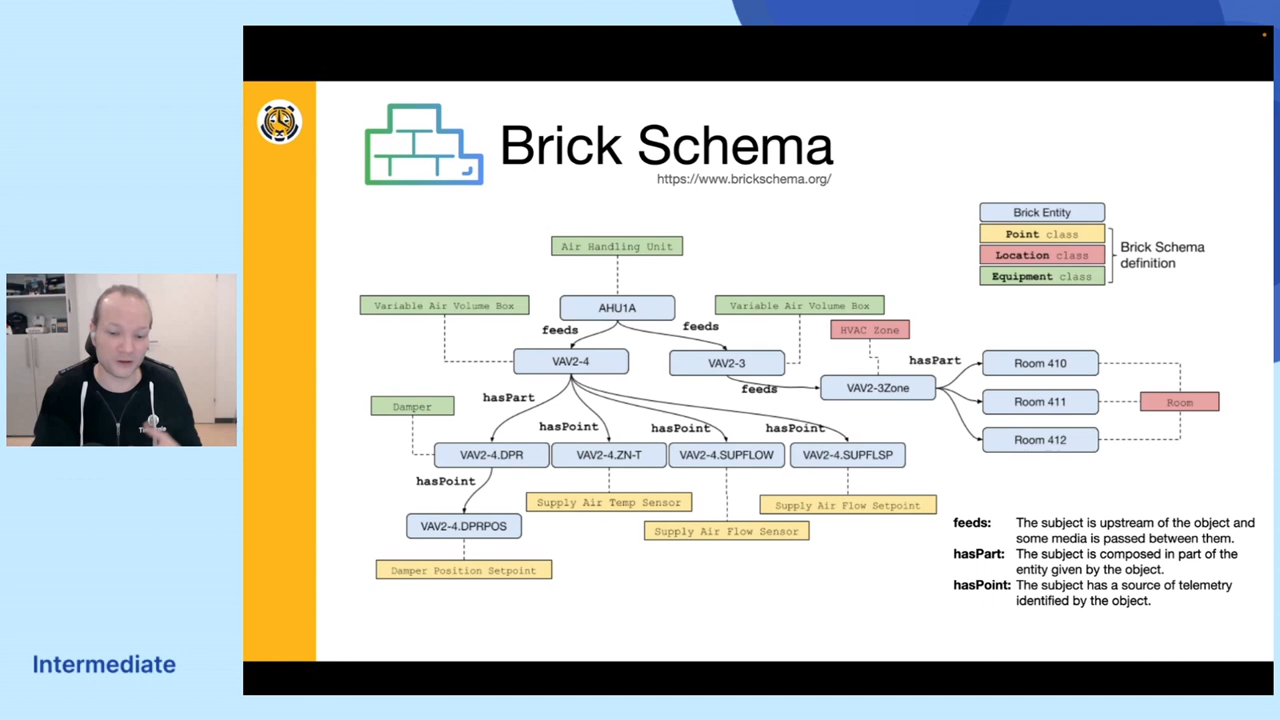 Brick Schema
https://www.brickschema.org/
Brick Entity
Point class
Location class
Equipment class
Brick Schema
definition
Air Handling Unit
Variable Air Volume Box
AHU1A
Variable Air Volume Box
feeds
feeds
HVAC Zone
VAV2-4
VAV2-3
hasPart
Room 410
feeds
VAV2-3Zone
hasPart
Room 411
Room
Damper
hasPoint
hasPoint
hasPoint
Room 412
VAV2-4.DPR
VAV2-4.ZN-T
VAV2-4.SUPFLOW
VAV2-4.SUPFLSP
hasPoint
Supply Air Temp Sensor
Supply Air Flow Setpoint
VAV2-4.DPRPOS
Supply Air Flow Sensor
Damper Position Setpoint
feeds: The subject is upstream of the object and
some media is passed between them.
hasPart: The subject is composed in part of the
entity given by the object.
hasPoint: The subject has a source of telemetry
identified by the object.
Intermediate